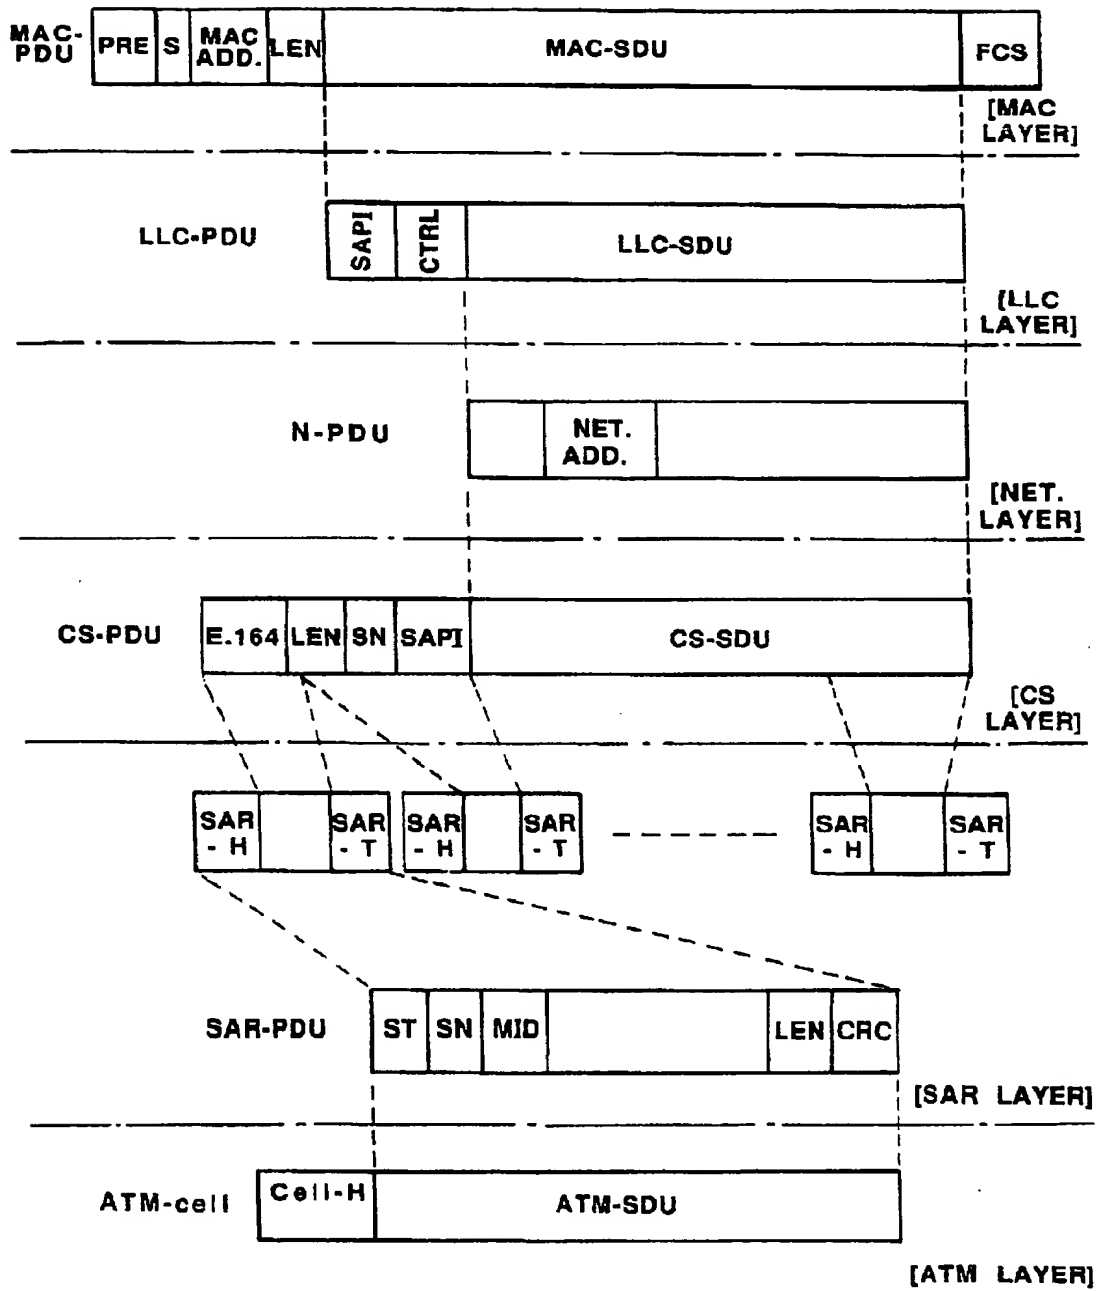 MAC-PDU PRE S MAC ADD. LEN MAC-SDU FCS
[MAC LAYER]
LLC-PDU SAPI CTRL LLC-SDU
[LLC LAYER]
N-PDU NET. ADD.
[NET. LAYER]
CS-PDU E.164 LEN SN SAPI CS-SDU
[CS LAYER]
SAR - H SAR - T SAR - H SAR - T SAR - H SAR - T
SAR-PDU ST SN MID LEN CRC
[SAR LAYER]
ATM-cell Cell-H ATM-SDU
[ATM LAYER]